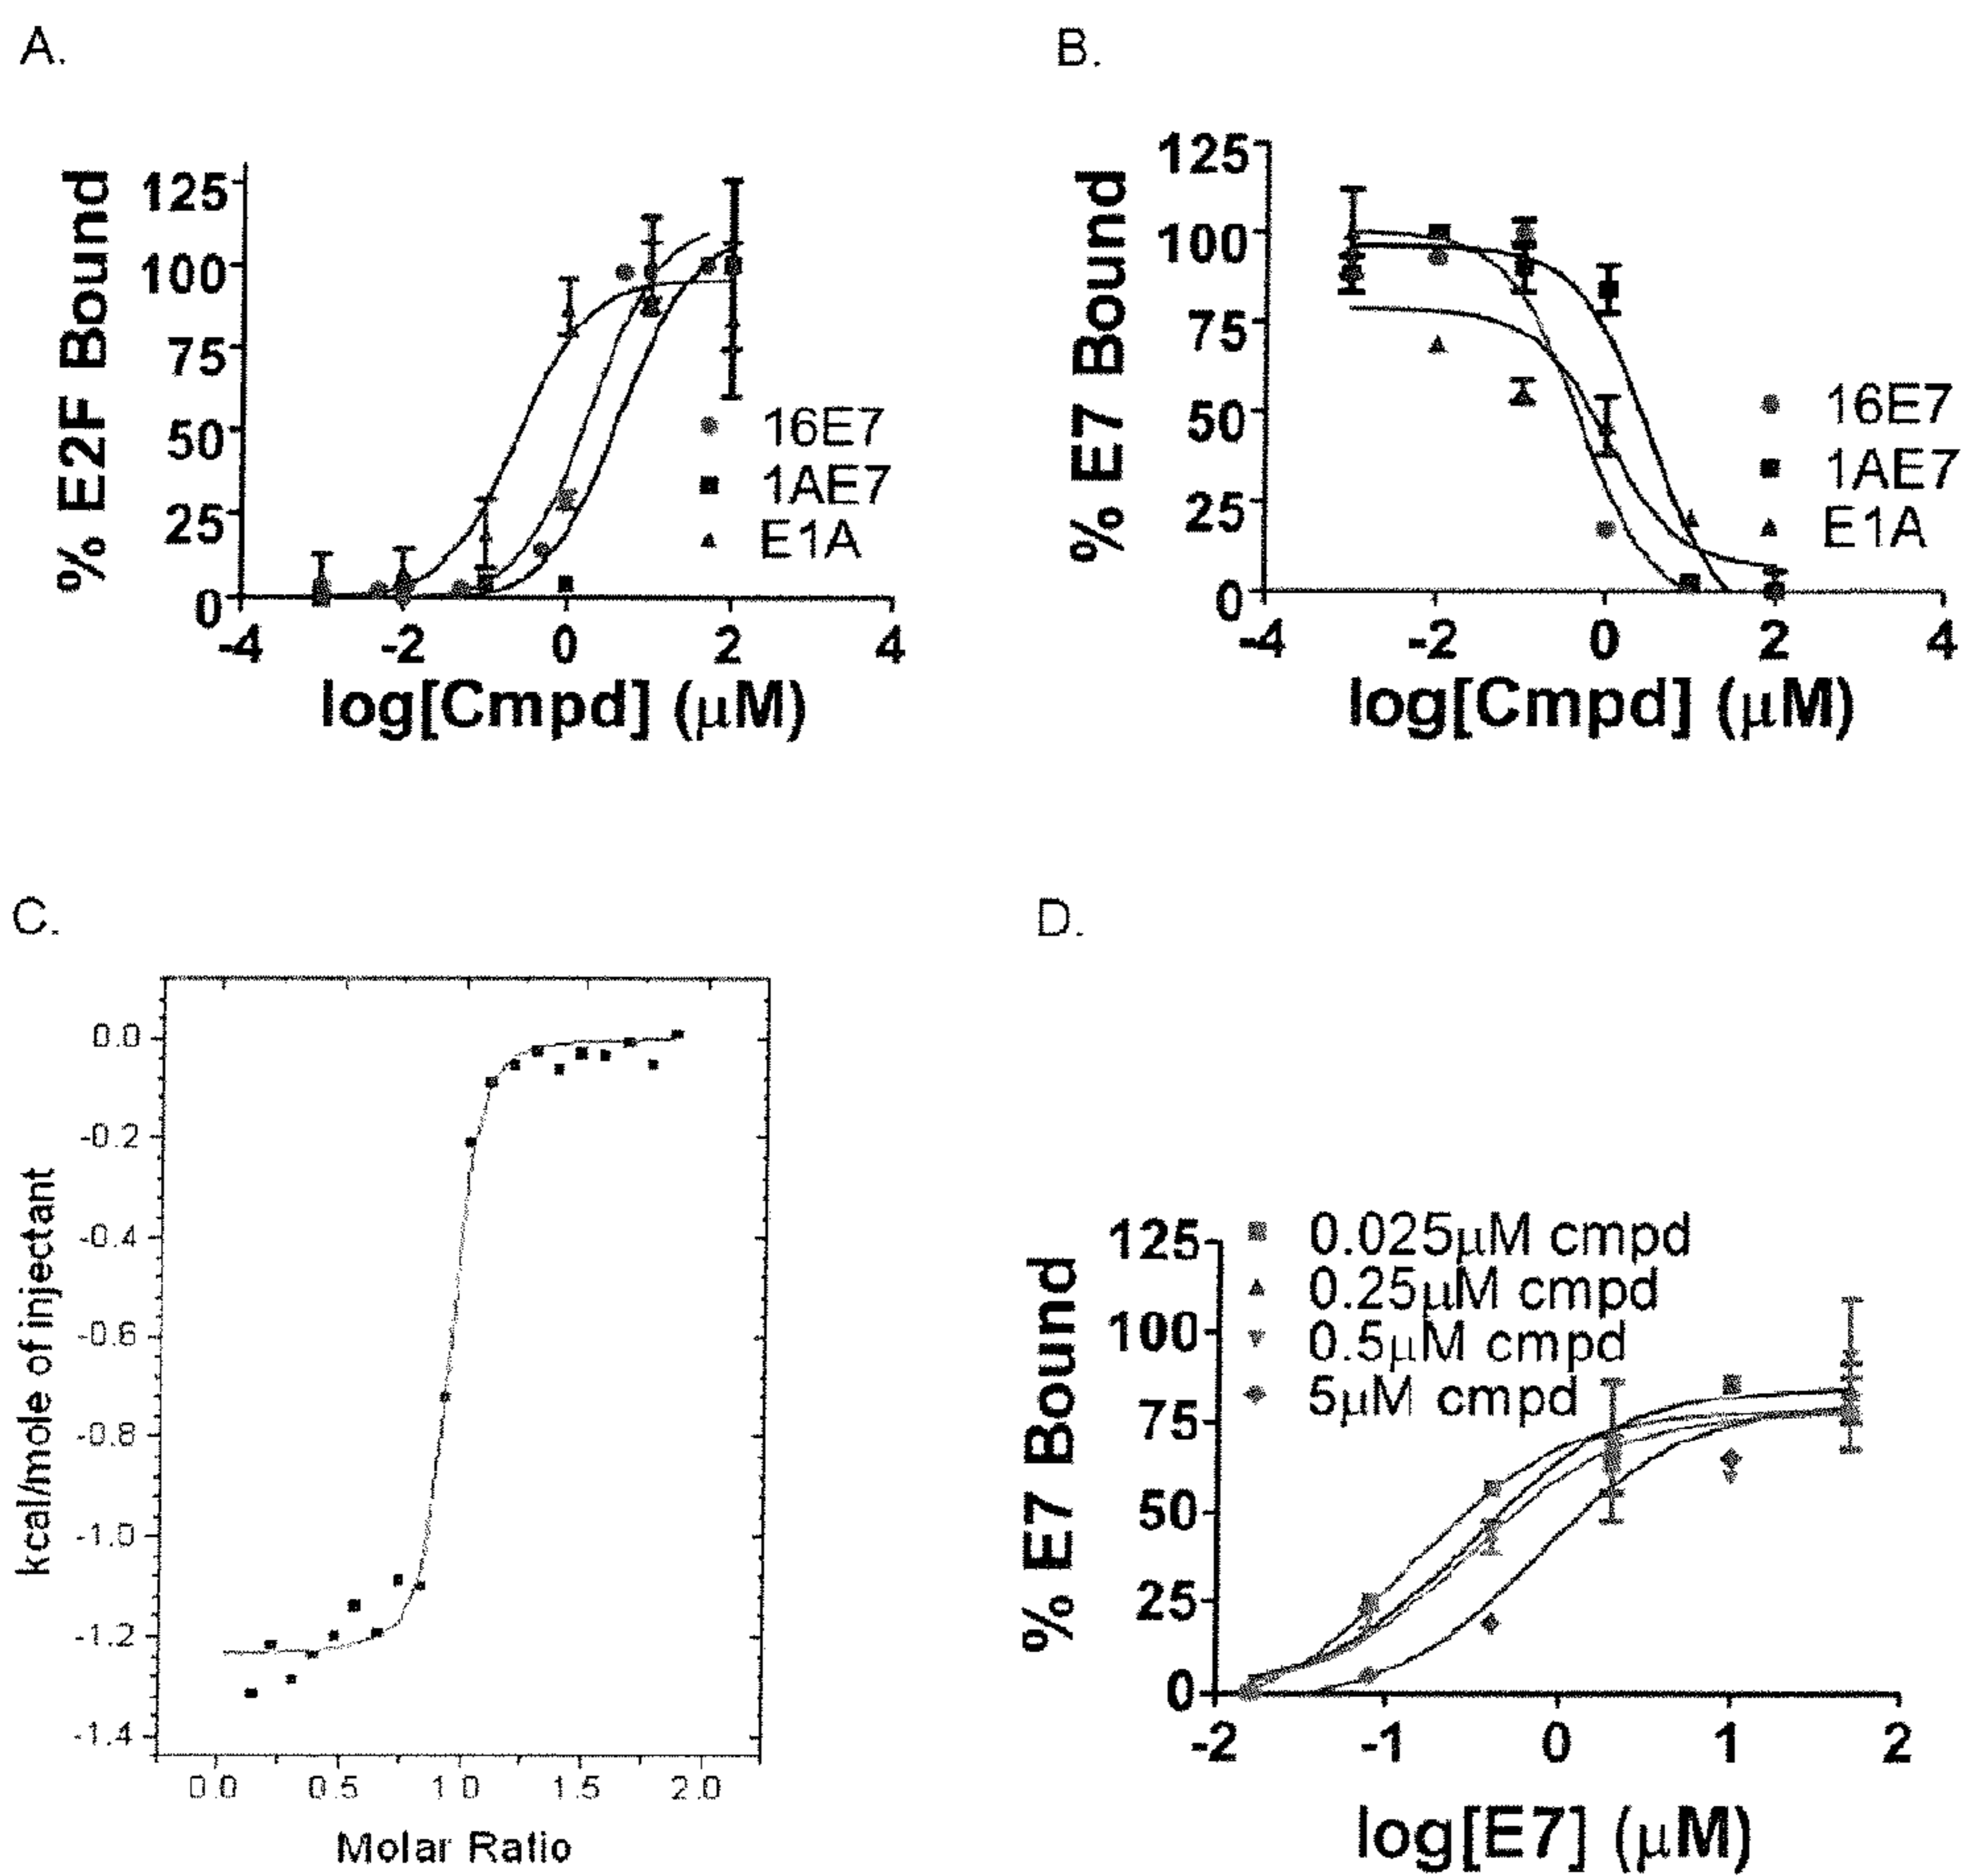 A.
% E2F Bound
125
100
75
50
25
0
-4
-2
0
2
4
log[Cmpd] (μM)
16E7
1AE7
E1A
B.
% E7 Bound
125
100
75
50
25
0
-4
-2
0
2
4
log[Cmpd] (μM)
16E7
1AE7
E1A
C.
kcal/mole of injectant
0.0
-0.2
-0.4
-0.6
-0.8
-1.0
-1.2
-1.4
0.0
0.5
1.0
1.5
2.0
Molar Ratio
D.
% E7 Bound
125
100
75
50
25
0
-2
-1
0
1
2
log[E7] (μM)
0.025μM cmpd
0.25μM cmpd
0.5μM cmpd
5μM cmpd